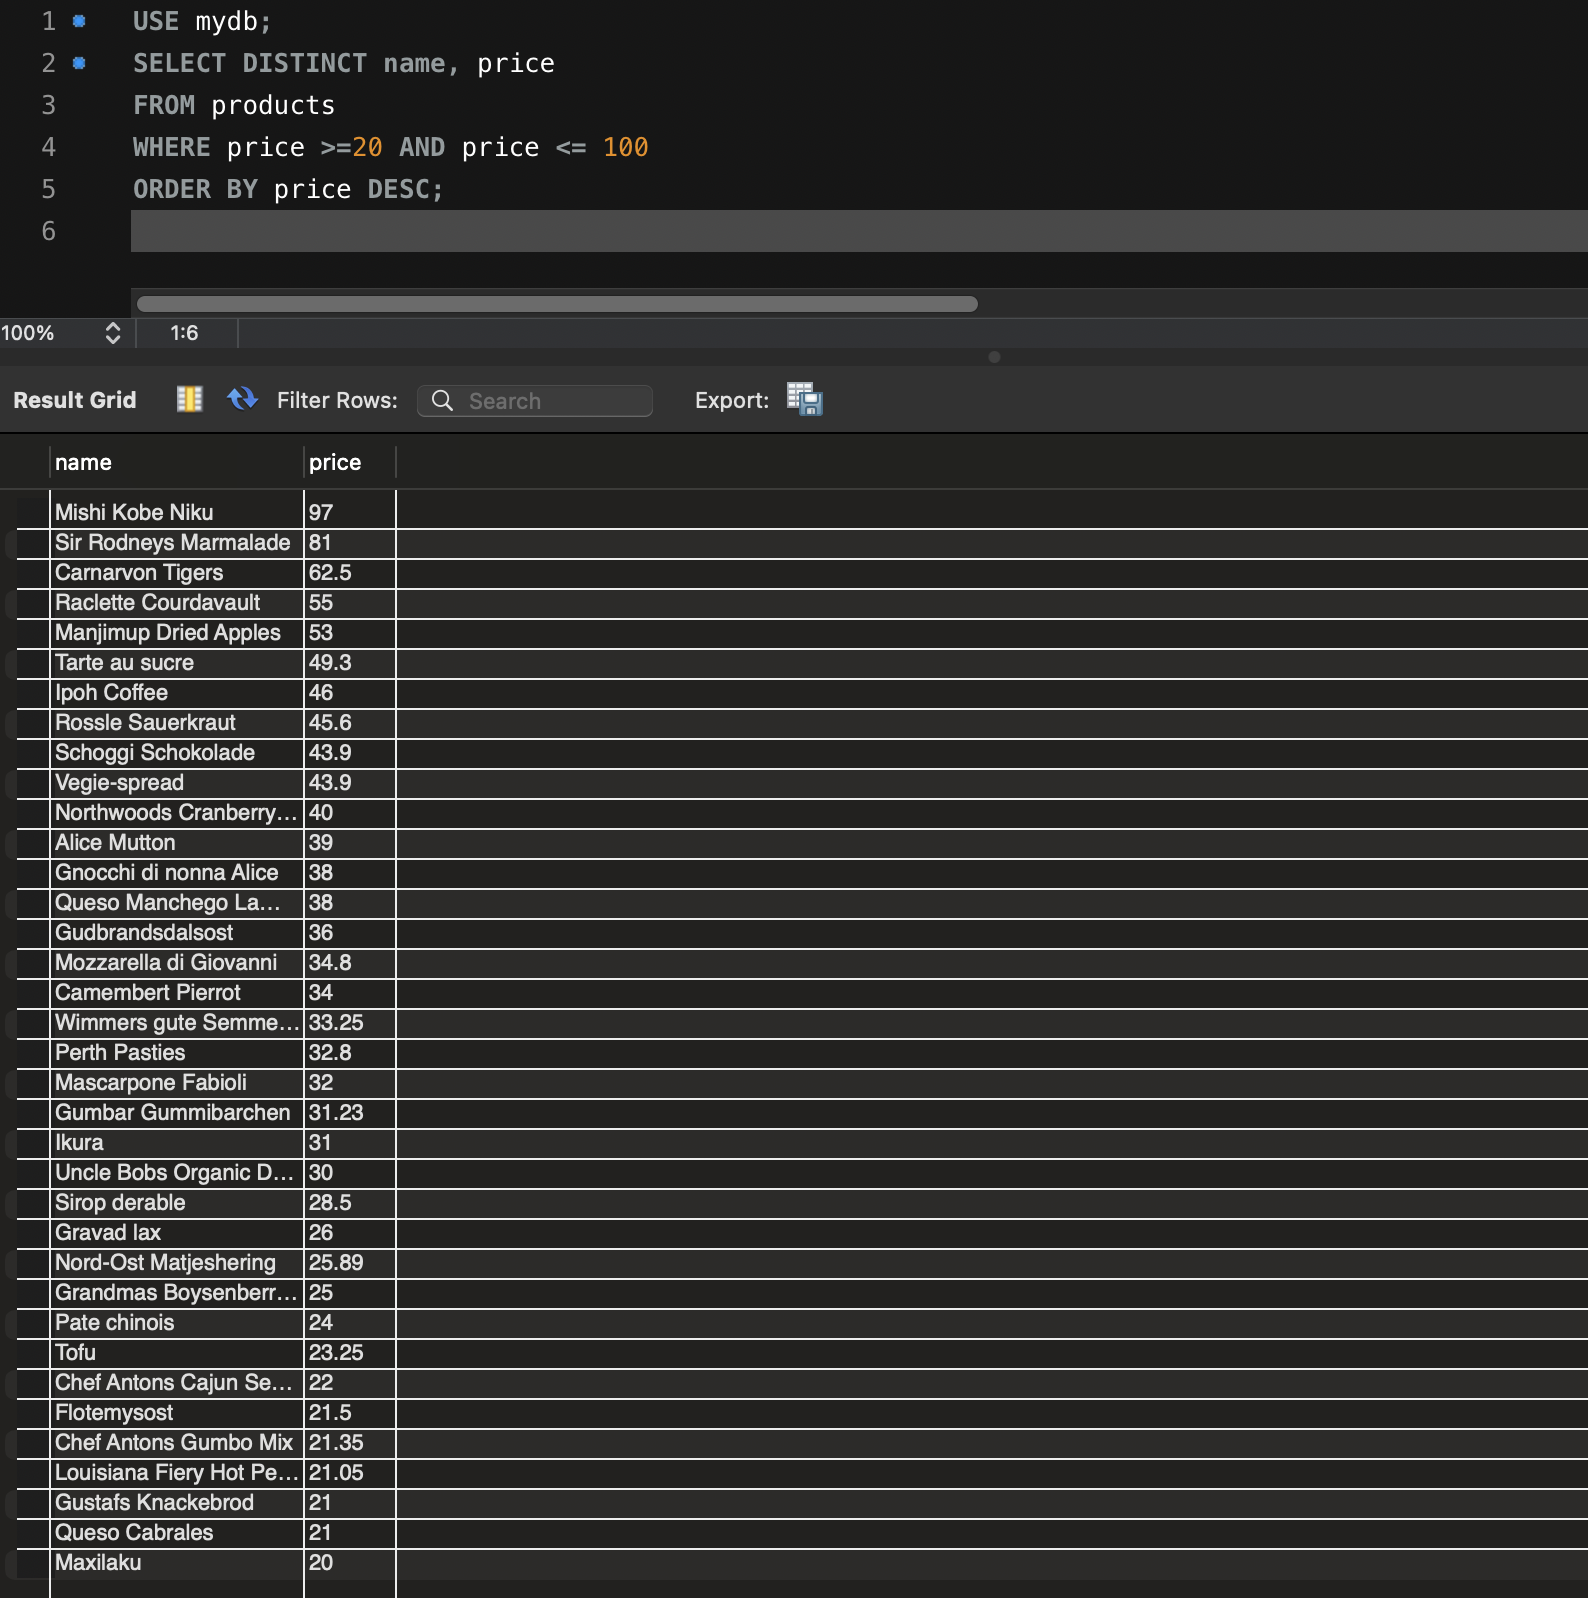 1 USE mydb;
2 SELECT DISTINCT name, price
3 FROM products
4 WHERE price >=20 AND price <= 100
5 ORDER BY price DESC;
6
100% 1:6
Result Grid Filter Rows: Search Export:
name price
Mishi Kobe Niku 97
Sir Rodneys Marmalade 81
Carnarvon Tigers 62.5
Raclette Courdavault 55
Manjimup Dried Apples 53
Tarte au sucre 49.3
Ipoh Coffee 46
Rossle Sauerkraut 45.6
Schoggi Schokolade 43.9
Vegie-spread 43.9
Northwoods Cranberry... 40
Alice Mutton 39
Gnocchi di nonna Alice 38
Queso Manchego La... 38
Gudbrandsdalsost 36
Mozzarella di Giovanni 34.8
Camembert Pierrot 34
Wimmers gute Semme... 33.25
Perth Pasties 32.8
Mascarpone Fabioli 32
Gumbar Gummibarchen 31.23
Ikura 31
Uncle Bobs Organic D... 30
Sirop derable 28.5
Gravad lax 26
Nord-Ost Matjeshering 25.89
Grandmas Boysenberr... 25
Pate chinois 24
Tofu 23.25
Chef Antons Cajun Se... 22
Flotemysost 21.5
Chef Antons Gumbo Mix 21.35
Louisiana Fiery Hot Pe... 21.05
Gustafs Knackebrod 21
Queso Cabrales 21
Maxilaku 20